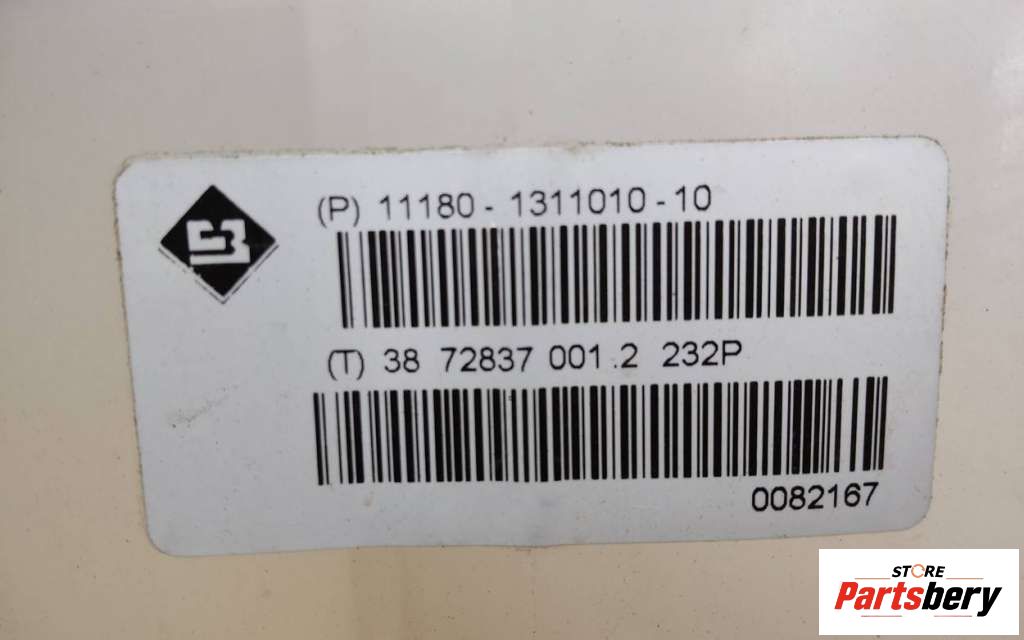 (P) 11180 - 1311010 - 10
(T) 38 72837 001.2 232P
0082167
STORE
Partsbery